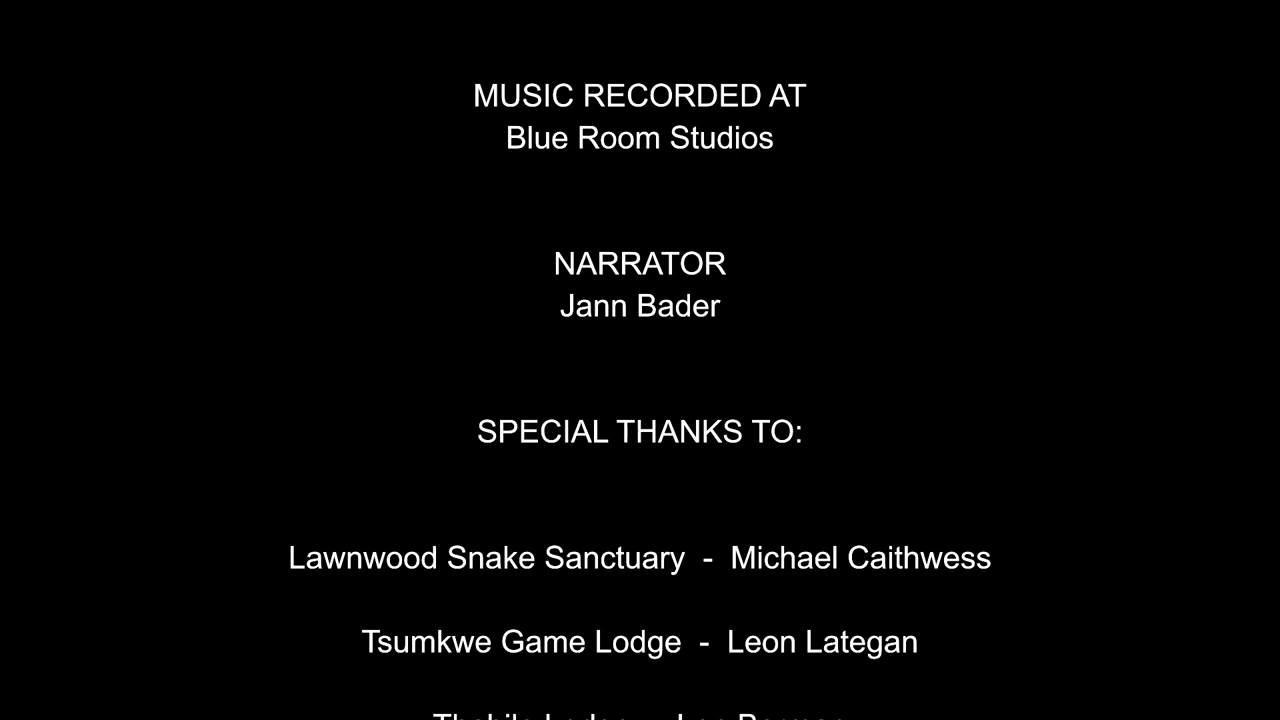 MUSIC RECORDED AT
Blue Room Studios
NARRATOR
Jann Bader
SPECIAL THANKS TO:
Lawnwood Snake Sanctuary - Michael Caithwess
Tsumkwe Game Lodge - Leon Lategan